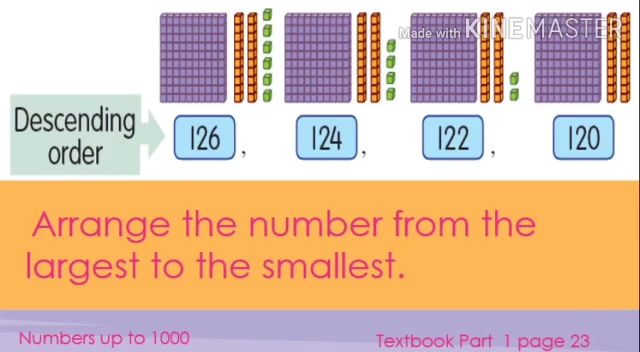 Made with KINEMASTER
Descending
order
126, 124, 122, 120
Arrange the number from the
largest to the smallest.
Numbers up to 1000
Textbook Part 1 page 23